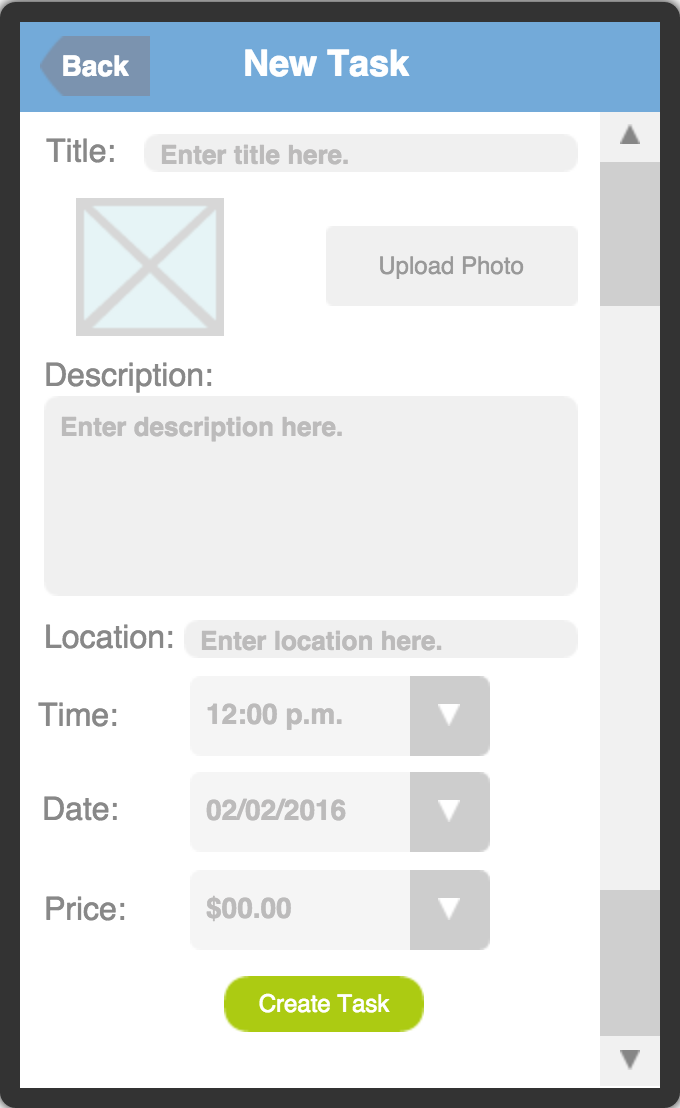 Back
New Task
Title:
Enter title here.
Upload Photo
Description:
Enter description here.
Location:
Enter location here.
Time:
12:00 p.m.
Date:
02/02/2016
Price:
$00.00
Create Task